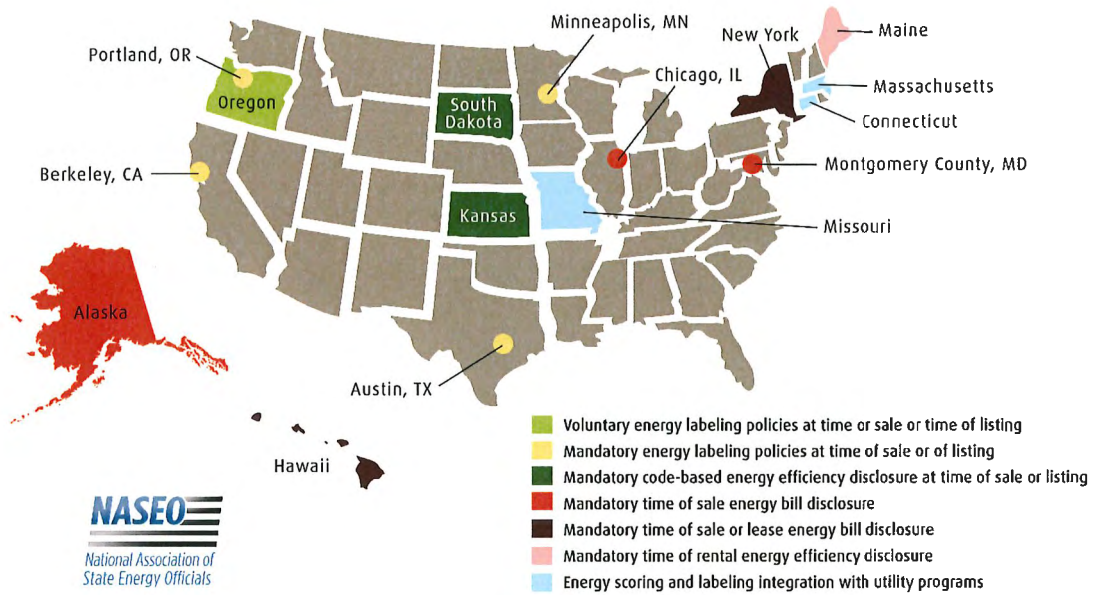 Minneapolis, MN
New York
Maine
Portland, OR
Chicago, IL
Massachusetts
Oregon
South
Dakota
Connecticut
Berkeley, CA
Montgomery County, MD
Kansas
Missouri
Alaska
Austin, TX
Hawaii
Voluntary energy labeling policies at time or sale or time of listing
Mandatory energy labeling policies at time of sale or of listing
Mandatory code-based energy efficiency disclosure at time of sale or listing
Mandatory time of sale energy bill disclosure
Mandatory time of sale or lease energy bill disclosure
Mandatory time of rental energy efficiency disclosure
Energy scoring and labeling integration with utility programs
NASEO
National Association of
State Energy Officials